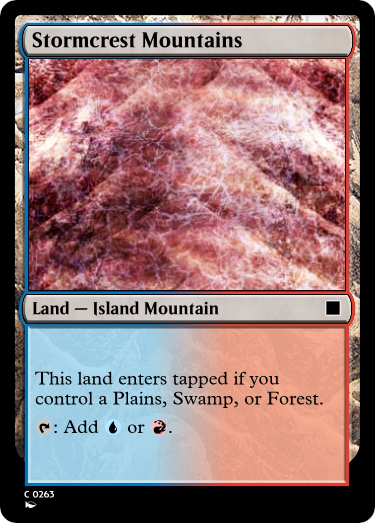 Stormcrest Mountains
Land — Island Mountain
This land enters tapped if you
control a Plains, Swamp, or Forest.
: Add or .
C 0263